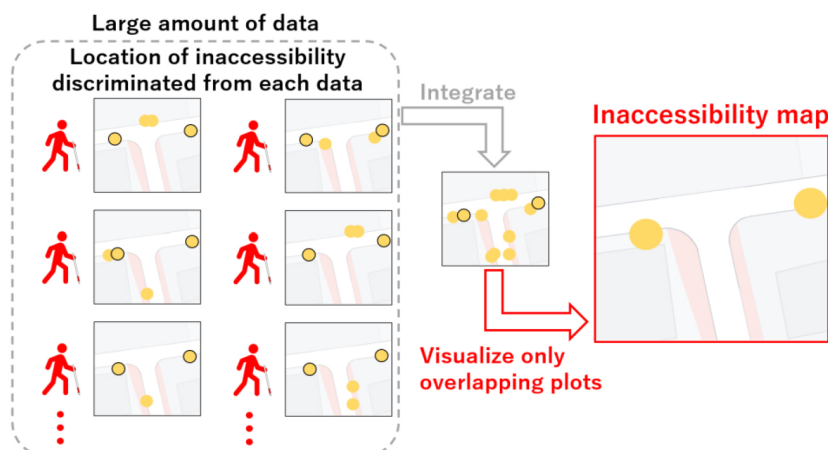 Large amount of data
Location of inaccessibility
discriminated from each data
Integrate
Inaccessibility map
Visualize only
overlapping plots